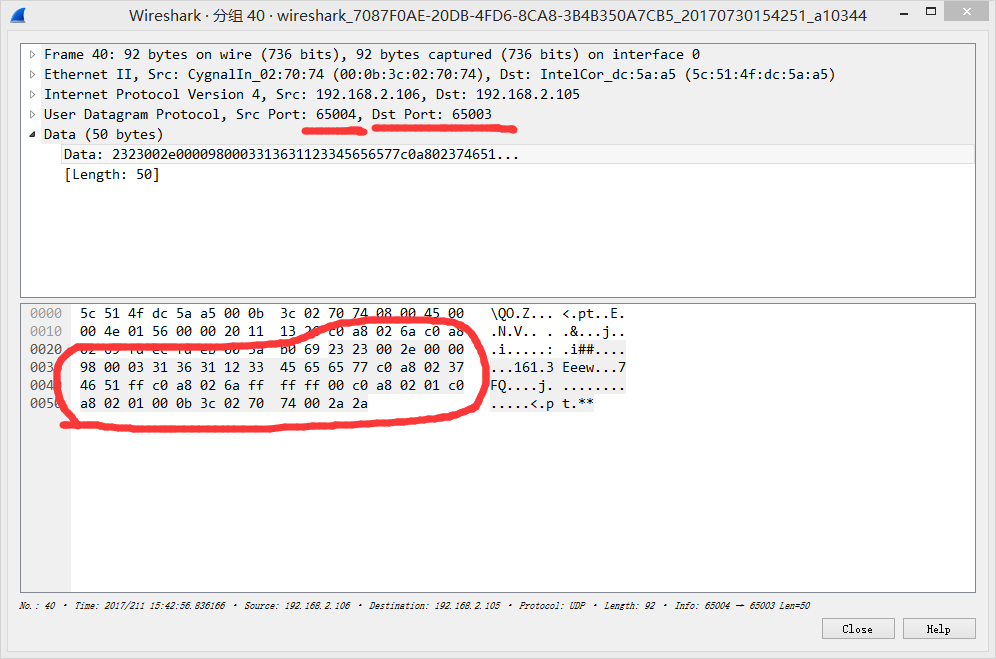 Wireshark · 分组 40 · wireshark_7087F0AE-20DB-4FD6-8CA8-3B4B350A7CB5_20170730154251_a10344
Frame 40: 92 bytes on wire (736 bits), 92 bytes captured (736 bits) on interface 0
Ethernet II, Src: CygnalIn_02:70:74 (00:0b:3c:02:70:74), Dst: IntelCor_dc:5a:a5 (5c:51:4f:dc:5a:a5)
Internet Protocol Version 4, Src: 192.168.2.106, Dst: 192.168.2.105
User Datagram Protocol, Src Port: 65004, Dst Port: 65003
Data (50 bytes)
Data: 2323002e0000980003313631123345656577c0a802374651...
[Length: 50]
0000 5c 51 4f dc 5a a5 00 0b 3c 02 70 74 08 00 45 00 \QO.Z... <.pt..E.
0010 00 4e 01 56 00 00 20 11 13 26 c0 a8 02 6a c0 a8 .N.V.. . .&...j..
0020 02 69 fd ec fd eb 00 3a b0 69 23 23 00 2e 00 00 .i.....: .i##....
0030 98 00 03 31 36 31 12 33 45 65 65 77 c0 a8 02 37 ...161.3 Eeew...7
0040 46 51 ff c0 a8 02 6a ff ff ff 00 c0 a8 02 01 c0 FQ....j. ........
0050 a8 02 01 00 0b 3c 02 70 74 00 2a 2a .....<.p t.**
No.: 40 · Time: 2017/211 15:42:56.836166 · Source: 192.168.2.106 · Destination: 192.168.2.105 · Protocol: UDP · Length: 92 · Info: 65004 → 65003 Len=50
Close
Help